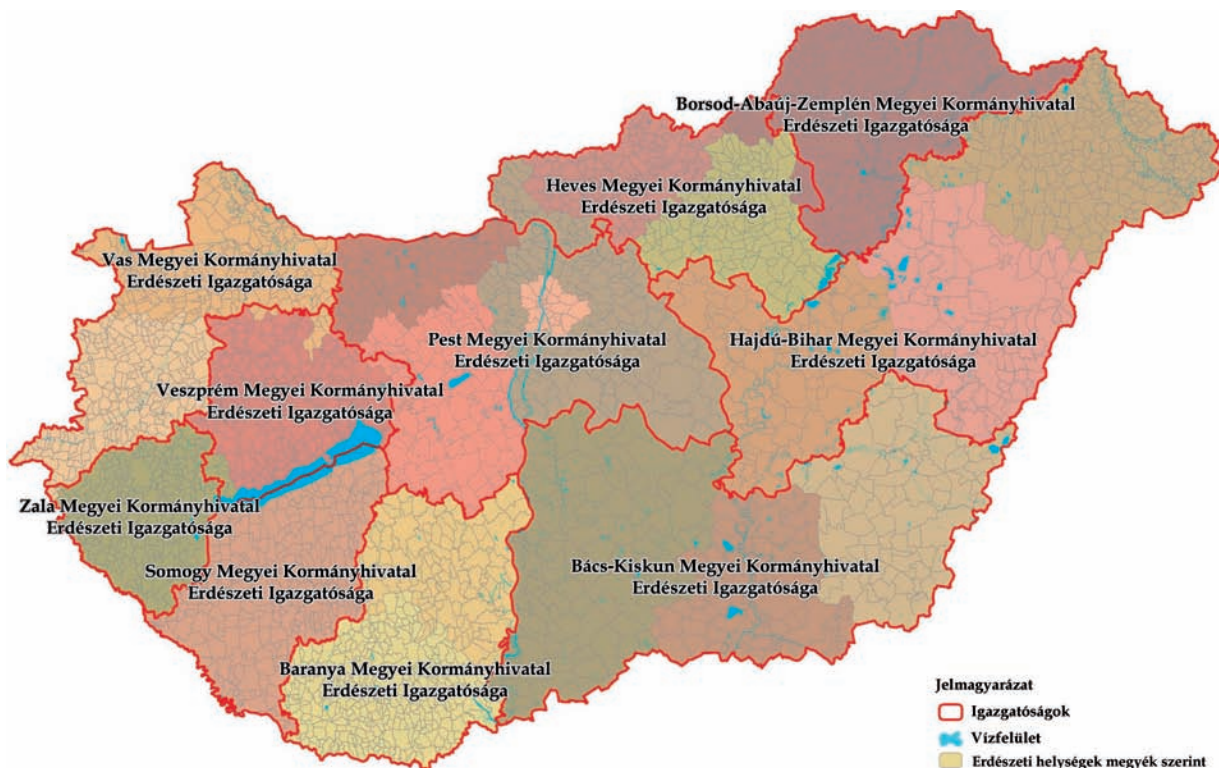 Borsod-Abaúj-Zemplén Megyei Kormányhivatal
Erdészeti Igazgatósága
Heves Megyei Kormányhivatal
Erdészeti Igazgatósága
Vas Megyei Kormányhivatal
Erdészeti Igazgatósága
Pest Megyei Kormányhivatal
Erdészeti Igazgatósága
Hajdú-Bihar Megyei Kormányhivatal
Erdészeti Igazgatósága
Veszprém Megyei Kormányhivatal
Erdészeti Igazgatósága
Zala Megyei Kormányhivatal
Erdészeti Igazgatósága
Somogy Megyei Kormányhivatal
Erdészeti Igazgatósága
Bács-Kiskun Megyei Kormányhivatal
Erdészeti Igazgatósága
Baranya Megyei Kormányhivatal
Erdészeti Igazgatósága
Jelmagyarázat
Igazgatóságok
Vízfelület
Erdészeti helységek megyék szerint